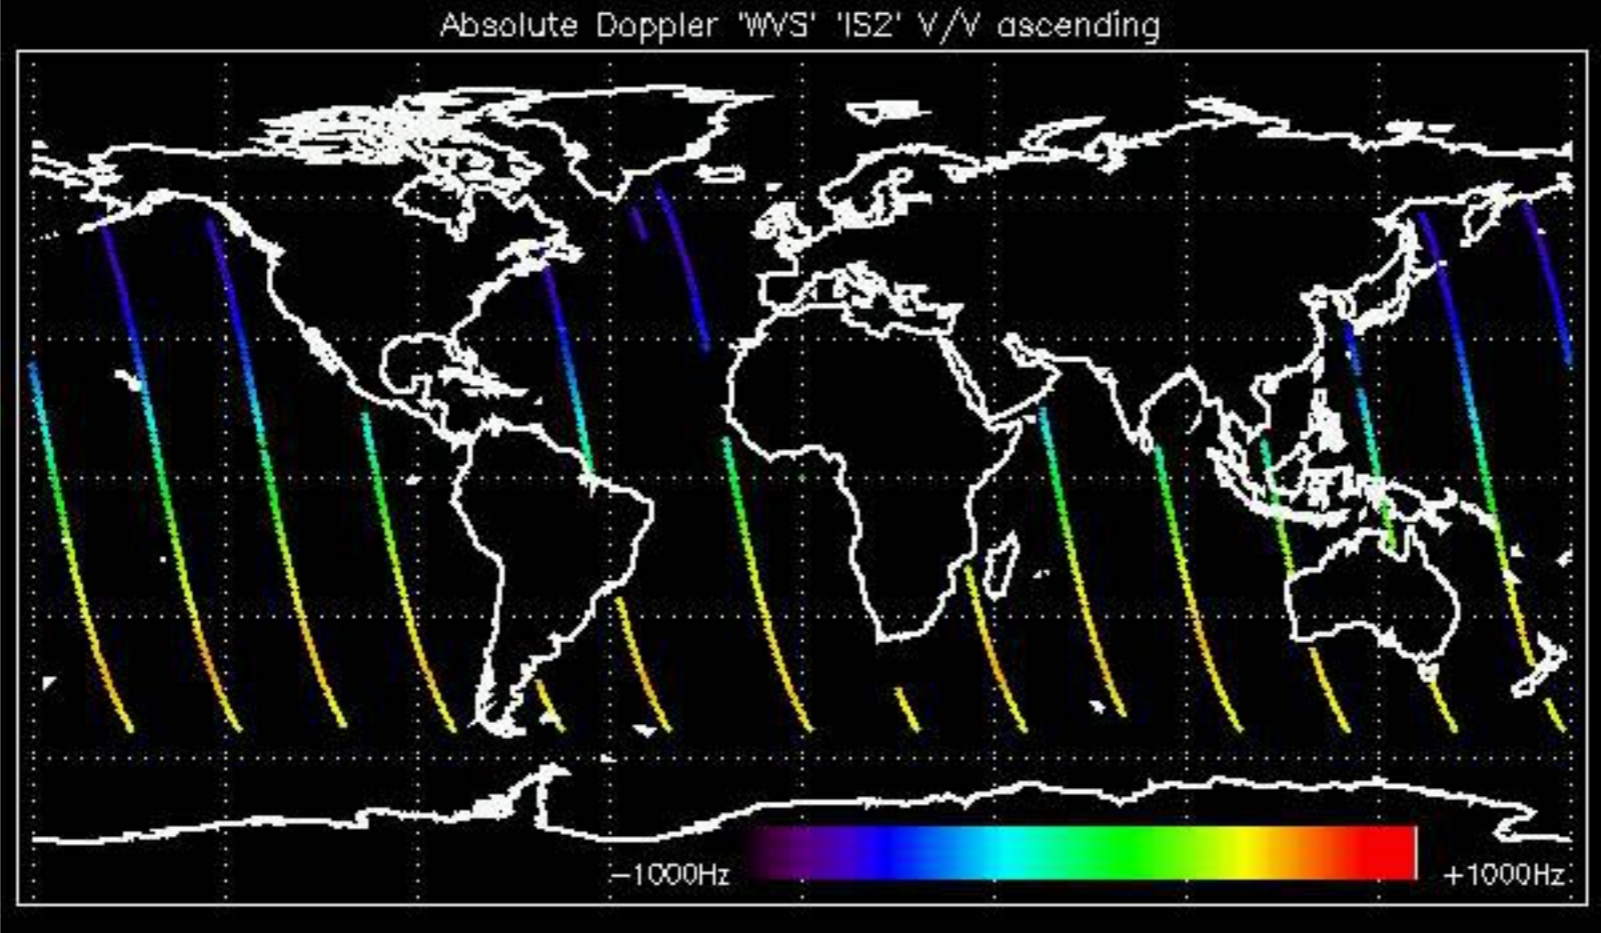 Absolute Doppler 'WVS' 'IS2' V/V ascending
-1000Hz +1000Hz